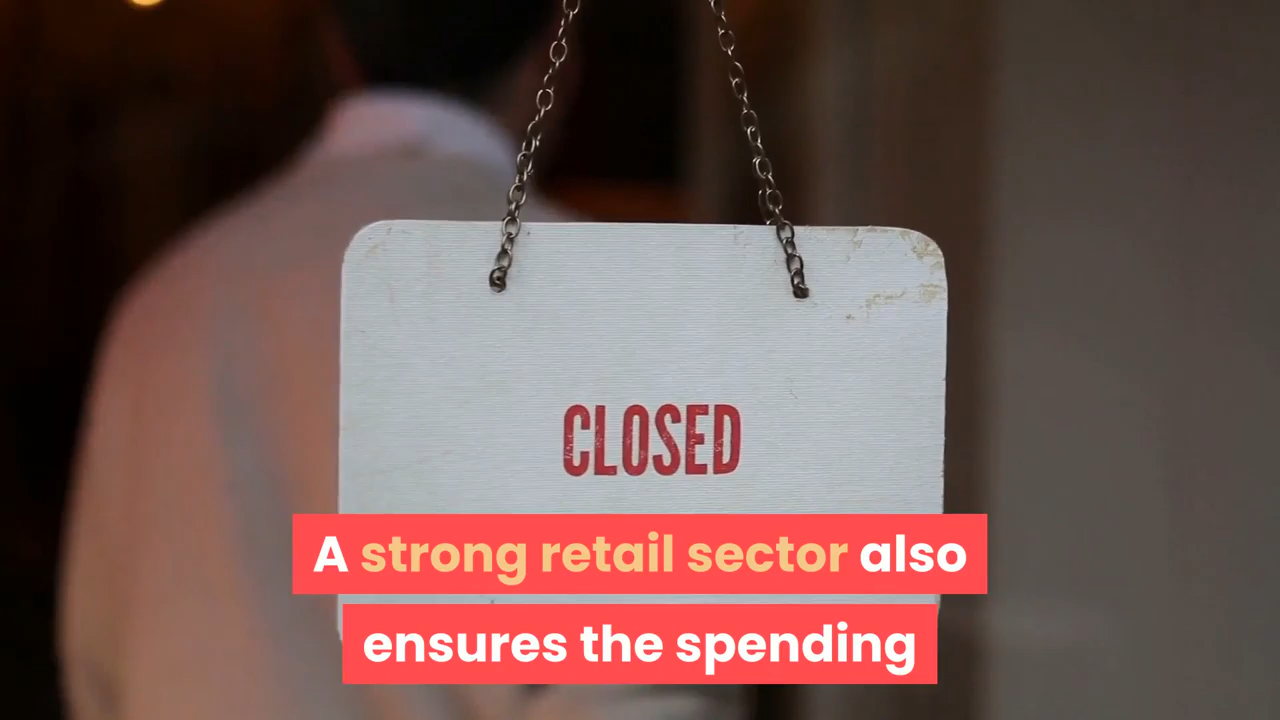 CLOSED
A strong retail sector also
ensures the spending